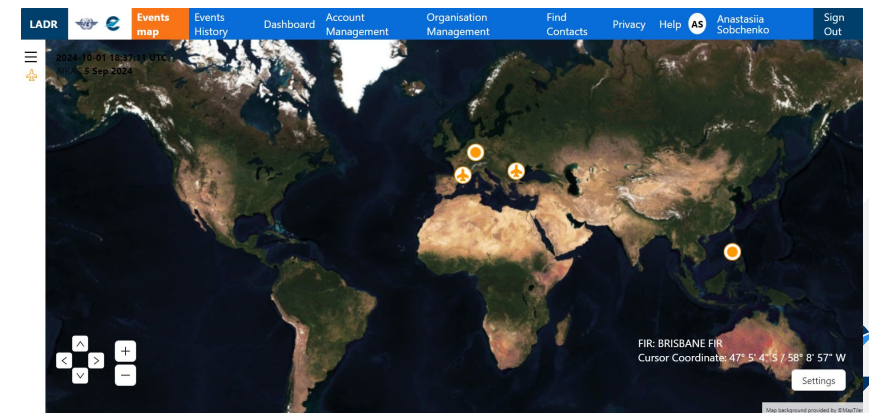 LADR
Events map
Events History
Dashboard
Account Management
Organisation Management
Find Contacts
Privacy
Help
AS
Anastasiia Sobchenko
Sign Out
2024-10-01 18:37:11 UTC
5 Sep 2024
FIR: BRISBANE FIR
Cursor Coordinate: 47° 5' 4" S / 58° 8' 57" W
Settings
Map background provided by ©MapTiler